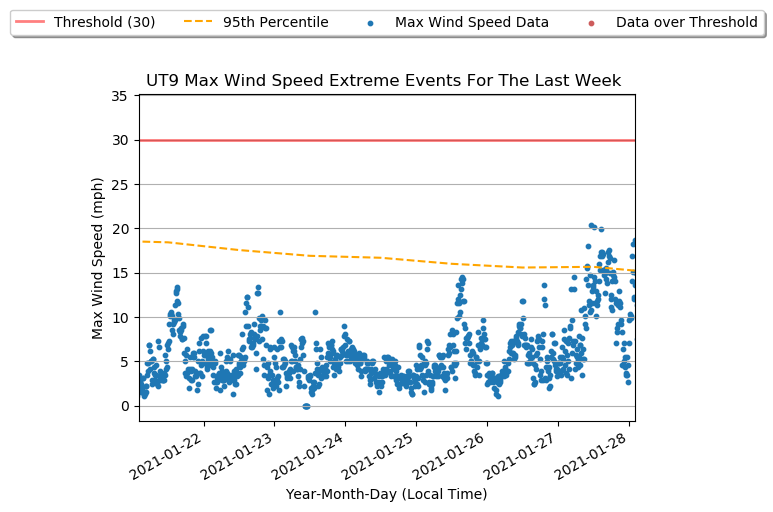 Threshold (30) 95th Percentile Max Wind Speed Data Data over Threshold
UT9 Max Wind Speed Extreme Events For The Last Week
35
30
25
20
15
10
5
0
Max Wind Speed (mph)
2021-01-22 2021-01-23 2021-01-24 2021-01-25 2021-01-26 2021-01-27 2021-01-28
Year-Month-Day (Local Time)